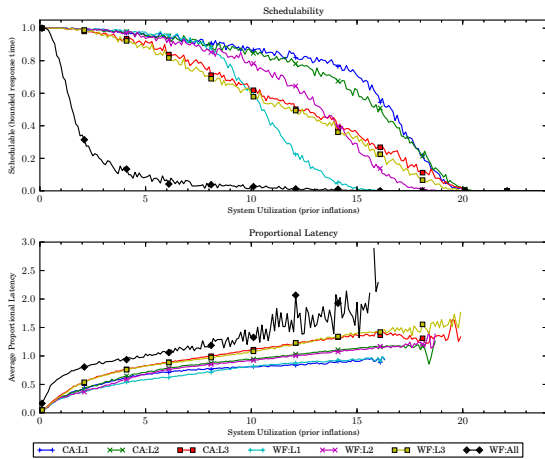 Schedulability
Schedulable (bounded response time)
1.0
0.8
0.6
0.4
0.2
0.0
0 5 10 15 20
System Utilization (prior inflations)
Proportional Latency
Average Proportional Latency
3.0
2.5
2.0
1.5
1.0
0.5
0.0
0 5 10 15 20
System Utilization (prior inflations)
CA:L1 CA:L2 CA:L3 WF:L1 WF:L2 WF:L3 WF:All